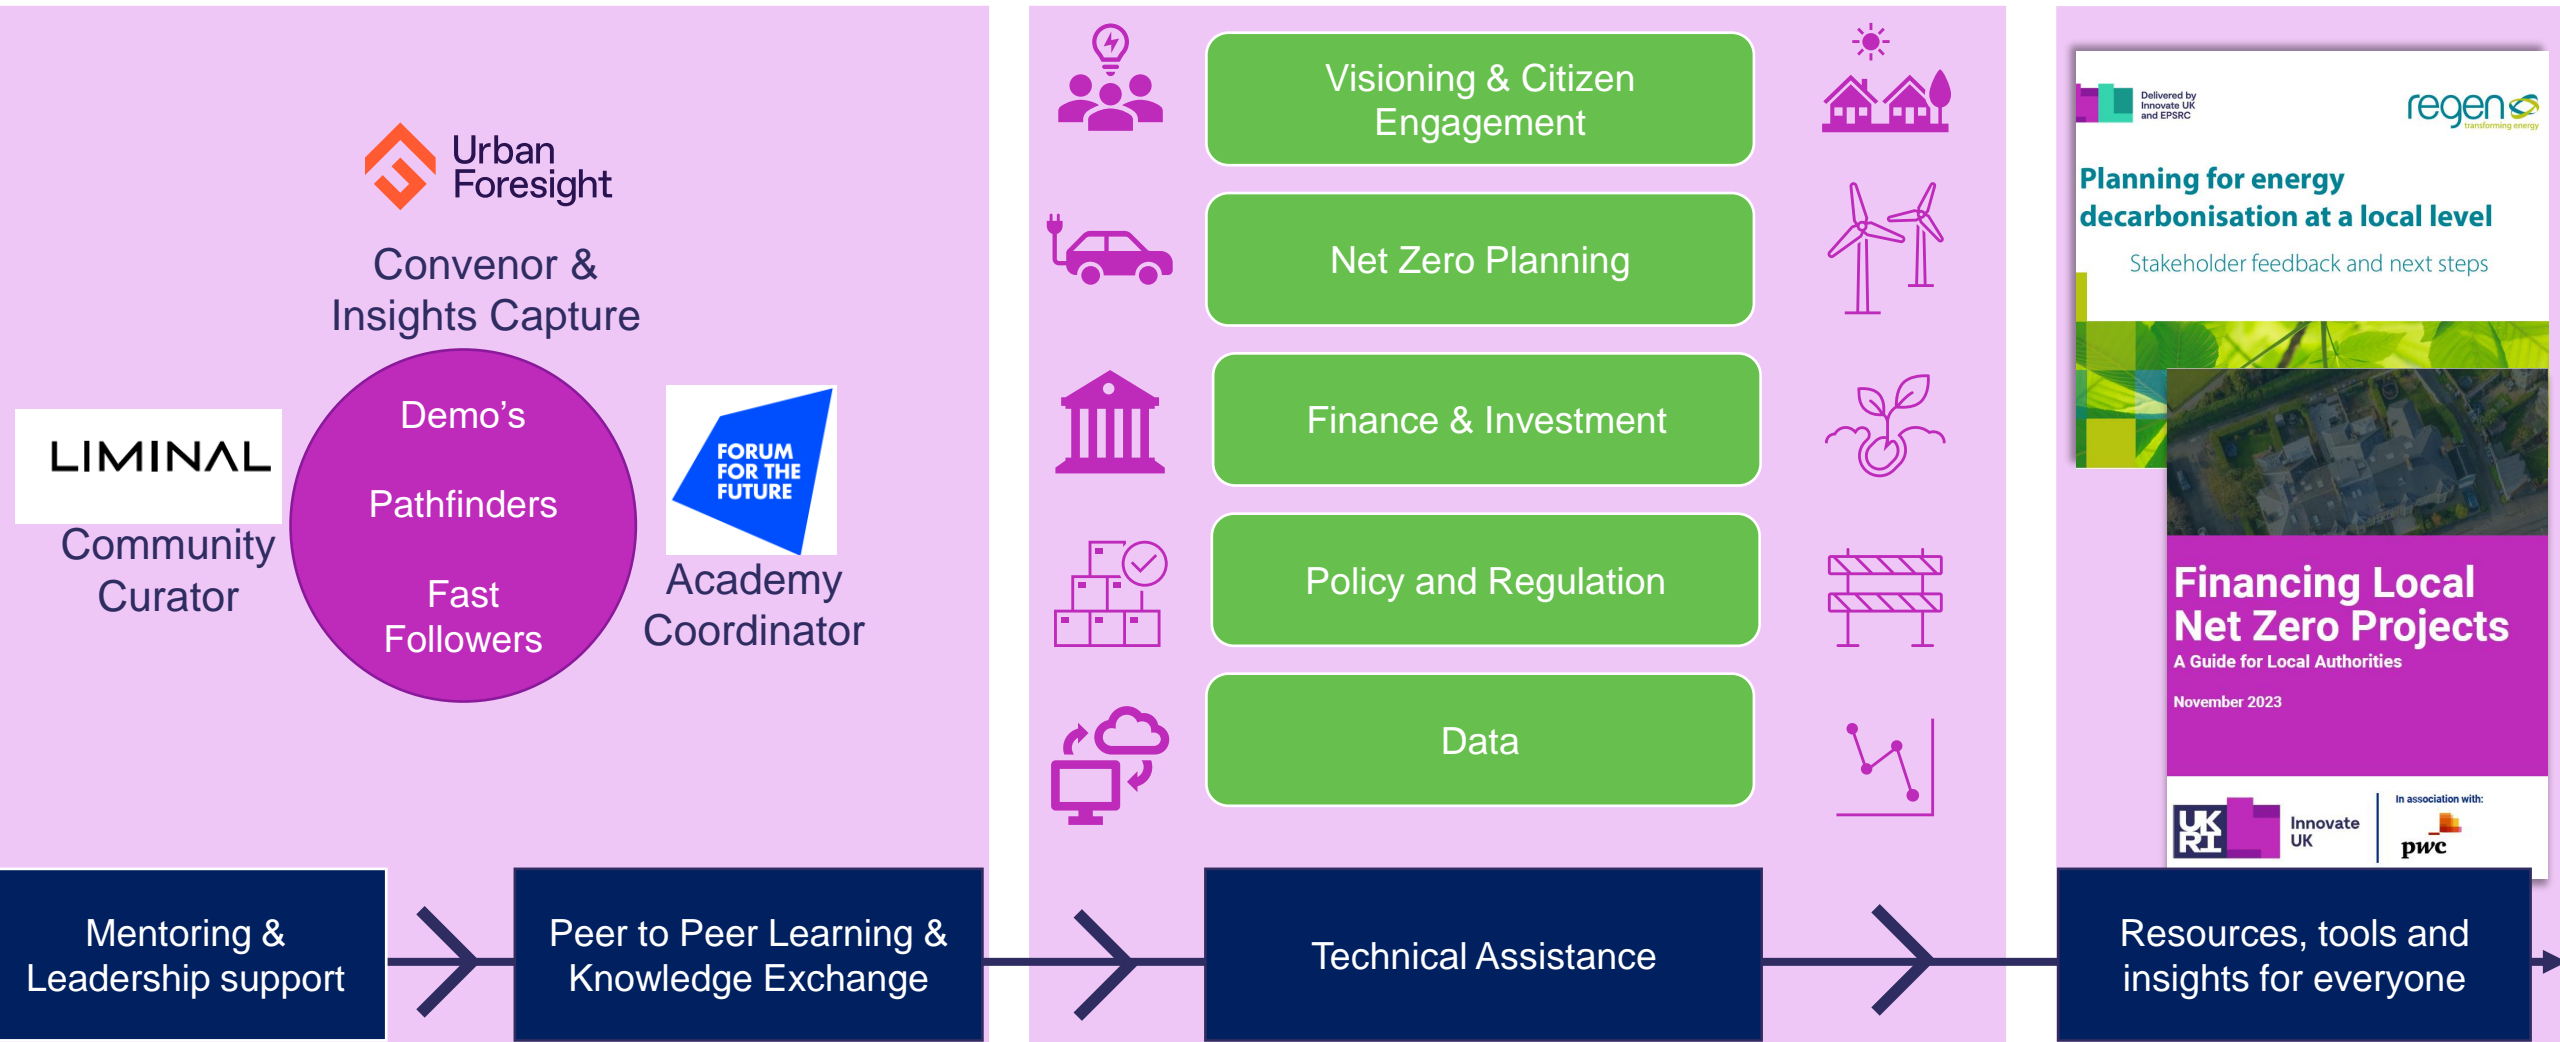 Urban
Foresight
Convenor &
Insights Capture
LIMINAL
Community
Curator
Demo’s
Pathfinders
Fast
Followers
FORUM
FOR THE
FUTURE
Academy
Coordinator
Visioning & Citizen
Engagement
Net Zero Planning
Finance & Investment
Policy and Regulation
Data
Delivered by
Innovate UK
and EPSRC
regen
transforming energy
Planning for energy
decarbonisation at a local level
Stakeholder feedback and next steps
Financing Local
Net Zero Projects
A Guide for Local Authorities
November 2023
UK
RI
Innovate
UK
In association with:
pwc
Mentoring &
Leadership support
Peer to Peer Learning &
Knowledge Exchange
Technical Assistance
Resources, tools and
insights for everyone